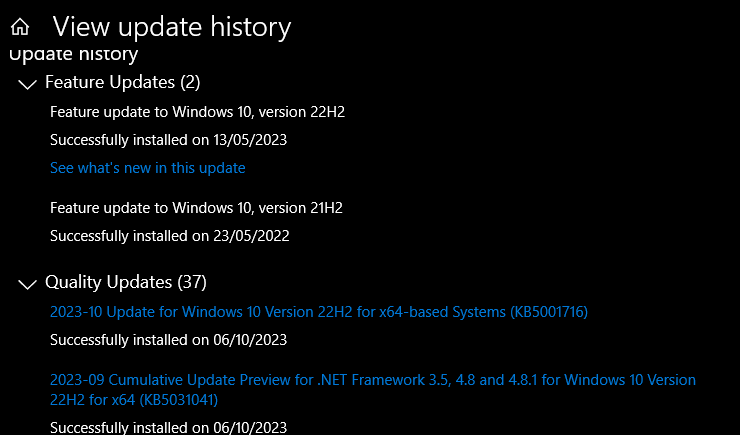 View update history
Update history
Feature Updates (2)
Feature update to Windows 10, version 22H2
Successfully installed on 13/05/2023
See what's new in this update
Feature update to Windows 10, version 21H2
Successfully installed on 23/05/2022
Quality Updates (37)
2023-10 Update for Windows 10 Version 22H2 for x64-based Systems (KB5001716)
Successfully installed on 06/10/2023
2023-09 Cumulative Update Preview for .NET Framework 3.5, 4.8 and 4.8.1 for Windows 10 Version
22H2 for x64 (KB5031041)
Successfully installed on 06/10/2023